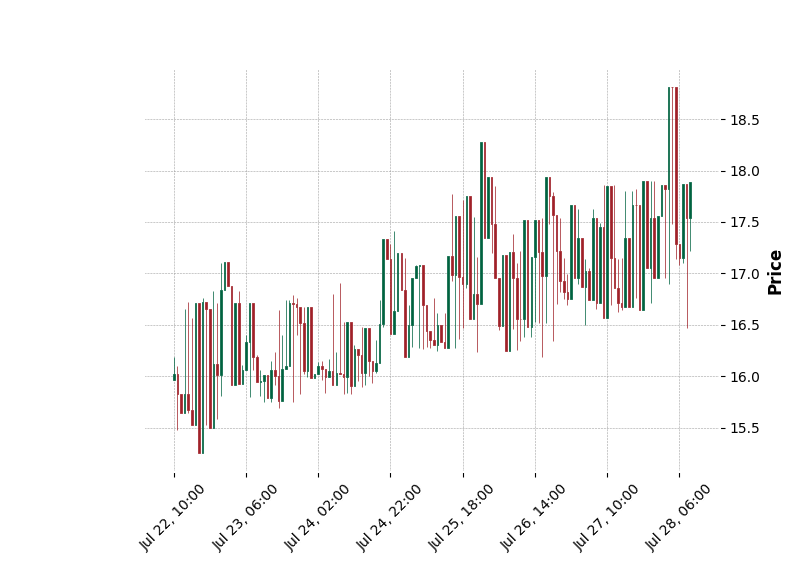 18.5
18.0
17.5
17.0
16.5
16.0
15.5
Price
Jul 22, 10:00
Jul 23, 06:00
Jul 24, 02:00
Jul 24, 22:00
Jul 25, 18:00
Jul 26, 14:00
Jul 27, 10:00
Jul 28, 06:00